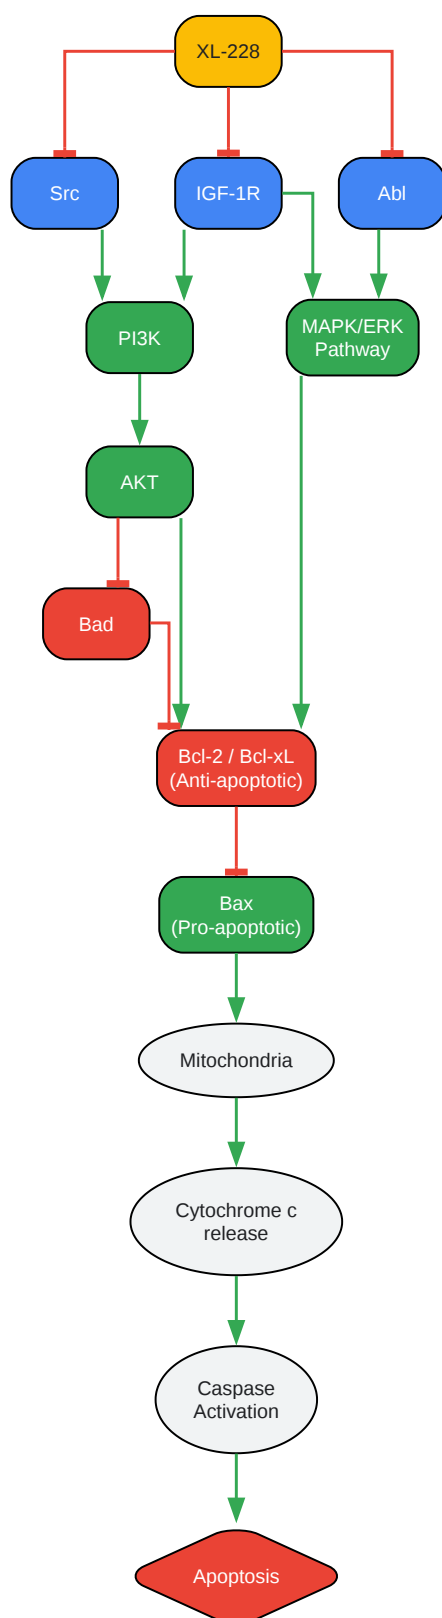 XL-228
Src
IGF-1R
Abl
PI3K
MAPK/ERK
Pathway
AKT
Bad
Bcl-2 / Bcl-xL
(Anti-apoptotic)
Bax
(Pro-apoptotic)
Mitochondria
Cytochrome c
release
Caspase
Activation
Apoptosis